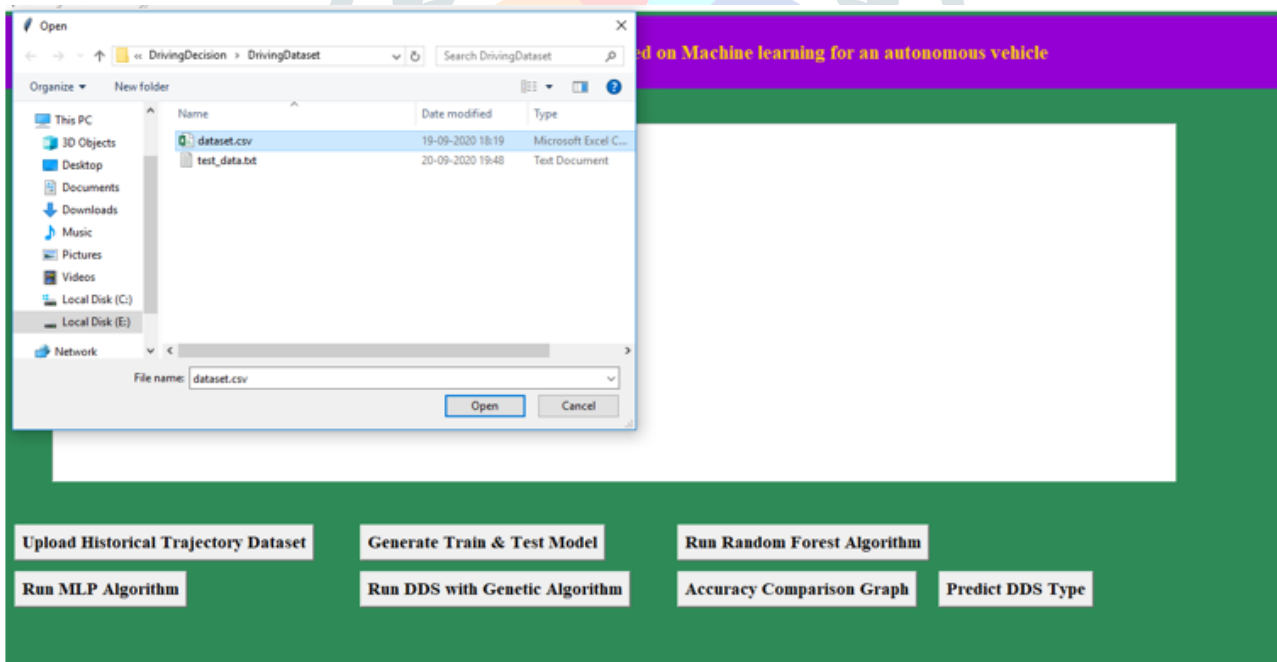 Open
ed on Machine learning for an autonomous vehicle
« DrivingDecision › DrivingDataset
Search DrivingDataset
Organize
New folder
Name
Date modified
Type
This PC
3D Objects
Desktop
Documents
Downloads
Music
Pictures
Videos
Local Disk (C:)
Local Disk (E:)
Network
dataset.csv 19-09-2020 18:19 Microsoft Excel C...
test_data.txt 20-09-2020 19:48 Text Document
File name: dataset.csv
Open Cancel
Upload Historical Trajectory Dataset Generate Train & Test Model Run Random Forest Algorithm
Run MLP Algorithm Run DDS with Genetic Algorithm Accuracy Comparison Graph Predict DDS Type